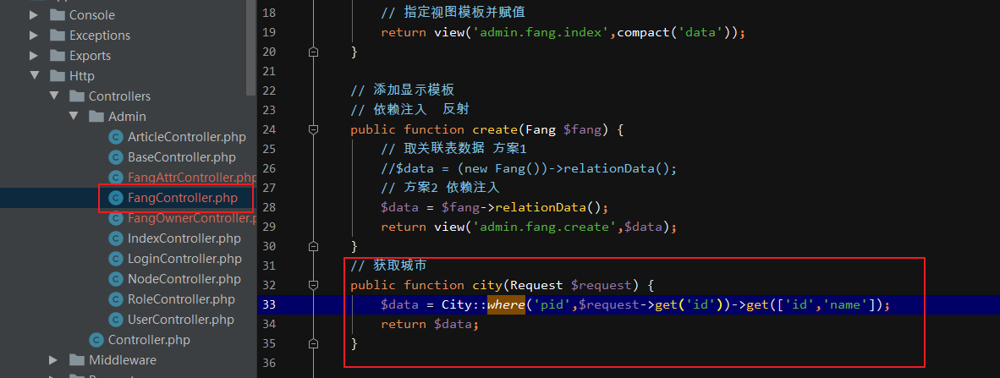 Console
Exceptions
Exports
Http
Controllers
Admin
ArticleController.php
BaseController.php
FangAttrController.php
FangController.php
FangOwnerController.p
IndexController.php
LoginController.php
NodeController.php
RoleController.php
UserController.php
Controller.php
Middleware
18 // 指定视图模板并赋值
19 return view('admin.fang.index',compact('data'));
20 }
21
22 // 添加显示模板
23 // 依赖注入 反射
24 public function create(Fang $fang) {
25 // 取关联表数据 方案1
26 //$data = (new Fang())->relationData();
27 // 方案2 依赖注入
28 $data = $fang->relationData();
29 return view('admin.fang.create',$data);
30 }
31 // 获取城市
32 public function city(Request $request) {
33 $data = City::where('pid',$request->get('id'))->get(['id','name']);
34 return $data;
35 }
36